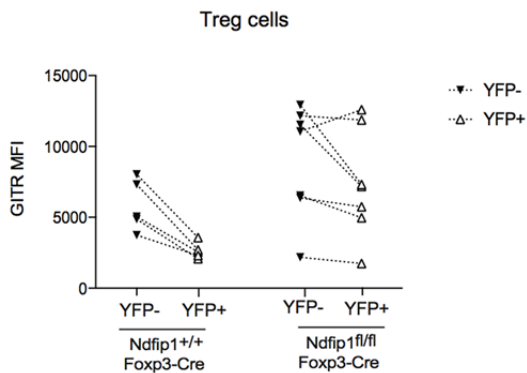 Treg cells
15000
10000
5000
0
GITR MFI
YFP-
YFP+
YFP- YFP+ YFP- YFP+
Ndfip1+/+ Ndfip1fl/fl
Foxp3-Cre Foxp3-Cre